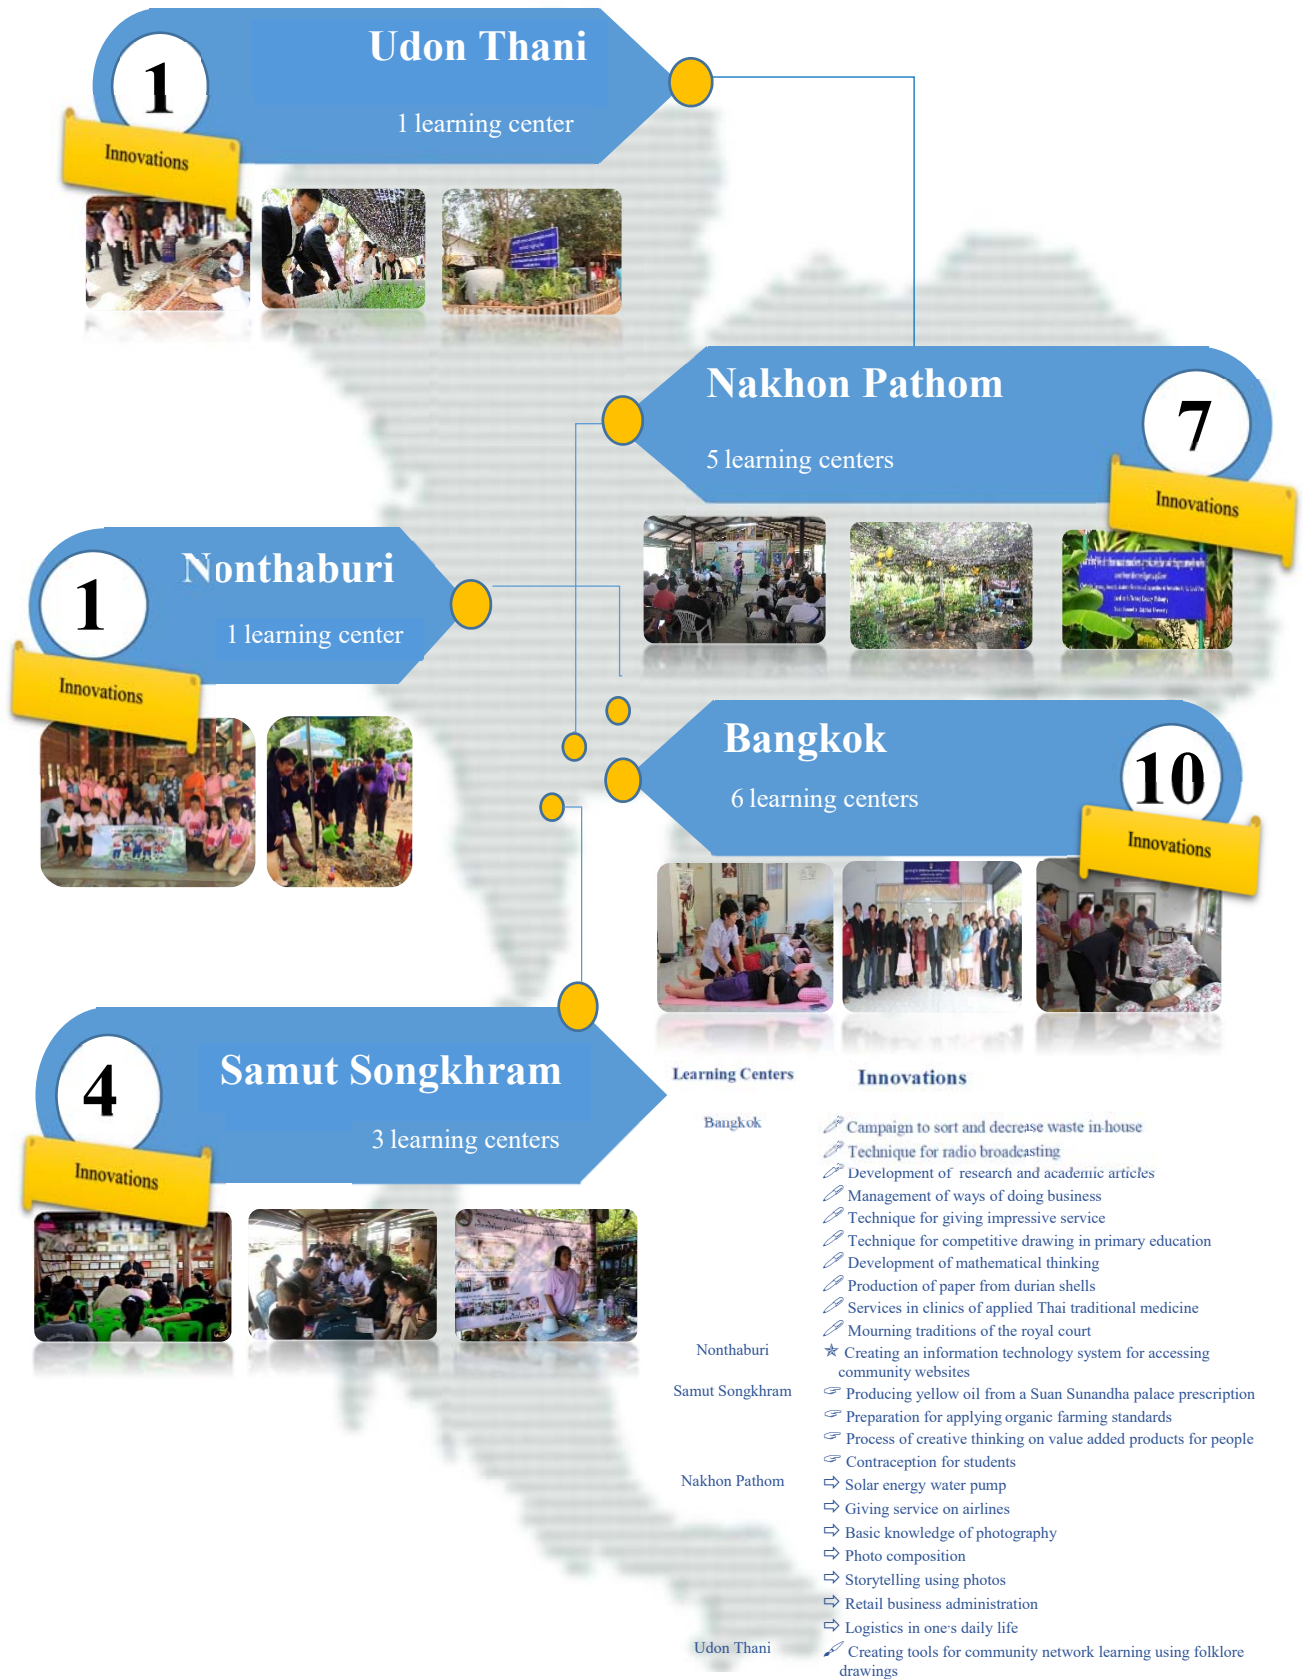 Udon Thani
1
1 learning center
Innovations
Nakhon Pathom
7
5 learning centers
Innovations
Nonthaburi
1
1 learning center
Innovations
Bangkok
10
6 learning centers
Innovations
Samut Songkhram
4
3 learning centers
Innovations
Learning Centers Innovations
Bangkok Campaign to sort and decrease waste in-house
Technique for radio broadcasting
Development of research and academic articles
Management of ways of doing business
Technique for giving impressive service
Technique for competitive drawing in primary education
Development of mathematical thinking
Production of paper from durian shells
Services in clinics of applied Thai traditional medicine
Mourning traditions of the royal court
Nonthaburi Creating an information technology system for accessing
community websites
Samut Songkhram Producing yellow oil from a Suan Sunandha palace prescription
Preparation for applying organic farming standards
Process of creative thinking on value added products for people
Contraception for students
Nakhon Pathom Solar energy water pump
Giving service on airlines
Basic knowledge of photography
Photo composition
Storytelling using photos
Retail business administration
Logistics in one's daily life
Udon Thani Creating tools for community network learning using folklore
drawings